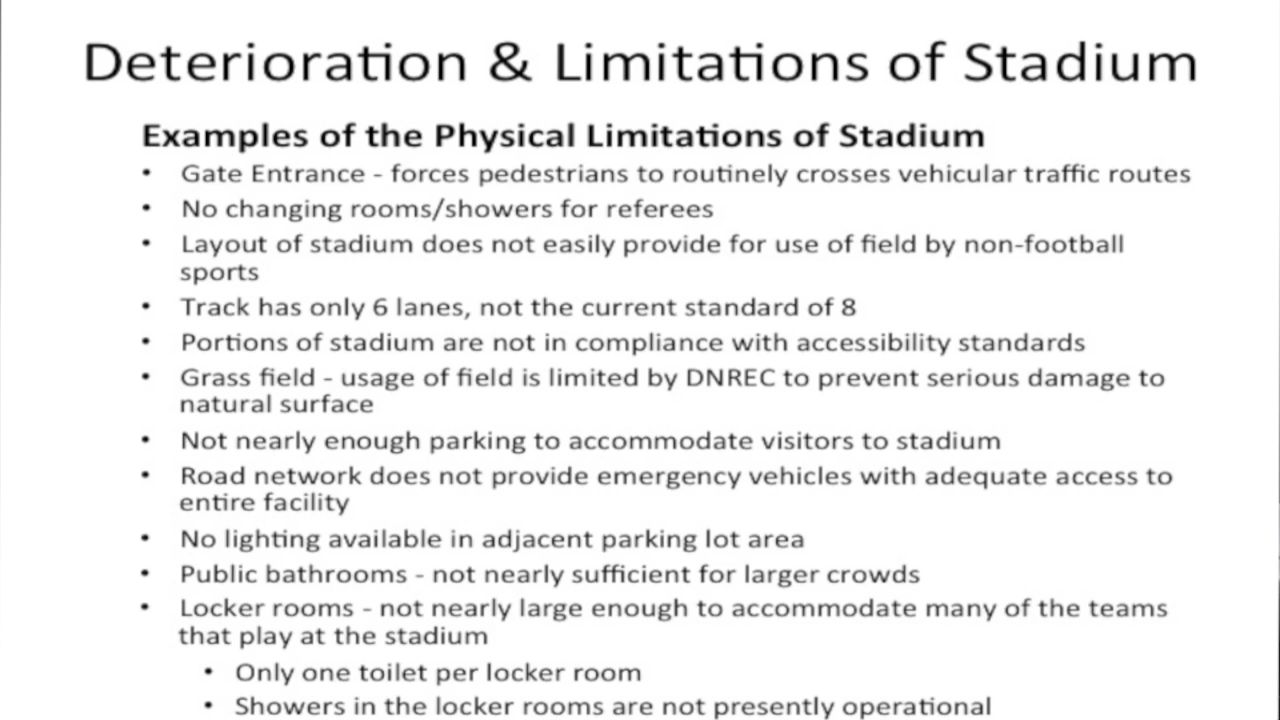 Deterioration & Limitations of Stadium
Examples of the Physical Limitations of Stadium
• Gate Entrance - forces pedestrians to routinely crosses vehicular traffic routes
• No changing rooms/showers for referees
• Layout of stadium does not easily provide for use of field by non-football
sports
• Track has only 6 lanes, not the current standard of 8
• Portions of stadium are not in compliance with accessibility standards
• Grass field - usage of field is limited by DNREC to prevent serious damage to
natural surface
• Not nearly enough parking to accommodate visitors to stadium
• Road network does not provide emergency vehicles with adequate access to
entire facility
• No lighting available in adjacent parking lot area
• Public bathrooms - not nearly sufficient for larger crowds
• Locker rooms - not nearly large enough to accommodate many of the teams
that play at the stadium
• Only one toilet per locker room
• Showers in the locker rooms are not presently operational